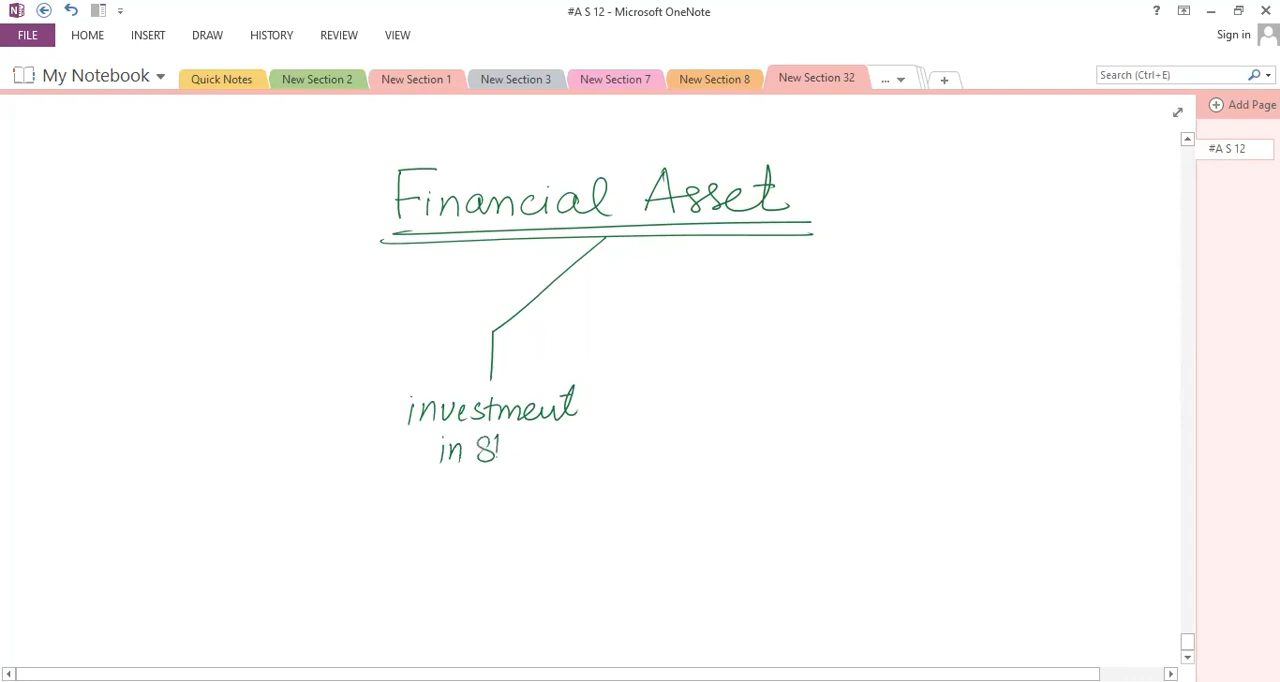 #A S 12 - Microsoft OneNote
?
FILE HOME INSERT DRAW HISTORY REVIEW VIEW
Sign in
My Notebook
Quick Notes New Section 2 New Section 1 New Section 3 New Section 7 New Section 8 New Section 32 ... +
Search (Ctrl+E)
Add Page
#A S 12
Financial Asset
investment
in